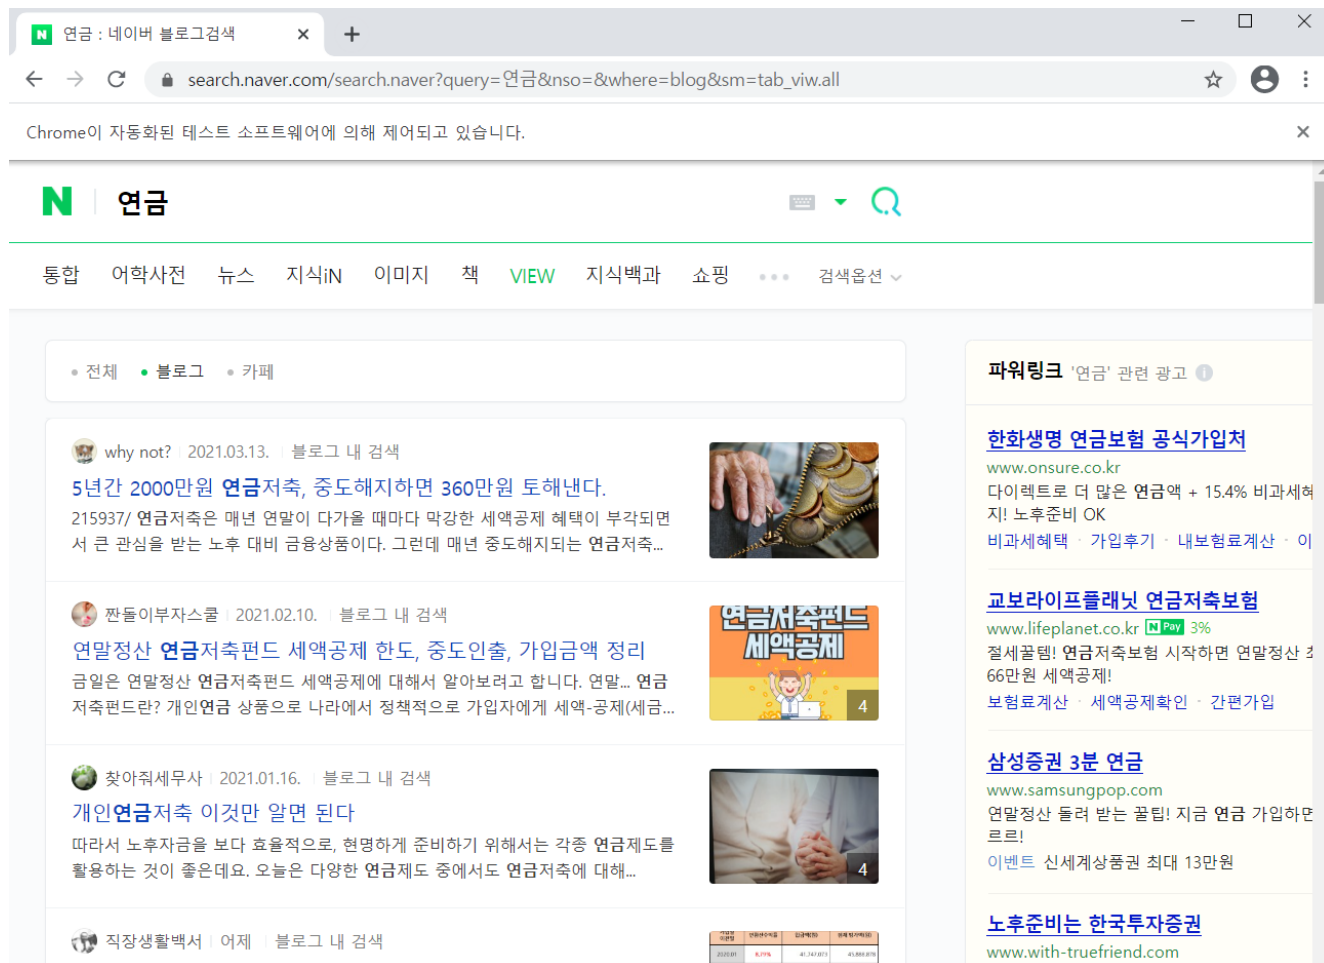 연금 : 네이버 블로그검색
search.naver.com/search.naver?query=연금&nso=&where=blog&sm=tab_viw.all
Chrome이 자동화된 테스트 소프트웨어에 의해 제어되고 있습니다.
N 연금
통합 어학사전 뉴스 지식iN 이미지 책 VIEW 지식백과 쇼핑 검색옵션
전체 블로그 카페
why not? 2021.03.13. 블로그 내 검색
5년간 2000만원 연금저축, 중도해지하면 360만원 토해낸다.
215937/ 연금저축은 매년 연말이 다가올 때마다 막강한 세액공제 혜택이 부각되면
서 큰 관심을 받는 노후 대비 금융상품이다. 그런데 매년 중도해지되는 연금저축...
짠돌이부자스쿨 2021.02.10. 블로그 내 검색
연말정산 연금저축펀드 세액공제 한도, 중도인출, 가입금액 정리
금일은 연말정산 연금저축펀드 세액공제에 대해서 알아보려고 합니다. 연말... 연금
저축펀드란? 개인연금 상품으로 나라에서 정책적으로 가입자에게 세액-공제(세금...
연금저축펀드
세액공제
4
찾아줘세무사 2021.01.16. 블로그 내 검색
개인연금저축 이것만 알면 된다
따라서 노후자금을 보다 효율적으로, 현명하게 준비하기 위해서는 각종 연금제도를
활용하는 것이 좋은데요. 오늘은 다양한 연금제도 중에서도 연금저축에 대해...
4
직장생활백서 어제 블로그 내 검색
파워링크 '연금' 관련 광고
한화생명 연금보험 공식가입처
www.onsure.co.kr
다이렉트로 더 많은 연금액 + 15.4% 비과세혜
지! 노후준비 OK
비과세혜택 · 가입후기 · 내보험료계산 · 이
교보라이프플래닛 연금저축보험
www.lifeplanet.co.kr N Pay 3%
절세꿀템! 연금저축보험 시작하면 연말정산 최
66만원 세액공제!
보험료계산 · 세액공제확인 · 간편가입
삼성증권 3분 연금
www.samsungpop.com
연말정산 돌려 받는 꿀팁! 지금 연금 가입하면
르르!
이벤트 신세계상품권 최대 13만원
노후준비는 한국투자증권
www.with-truefriend.com